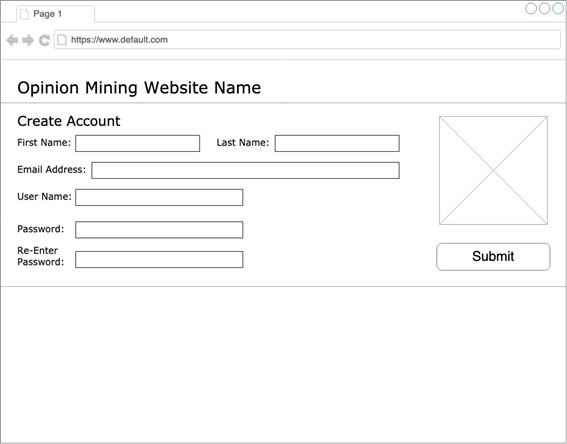 Page 1
https://www.default.com
Opinion Mining Website Name
Create Account
First Name: Last Name:
Email Address:
User Name:
Password:
Re-Enter
Password:
Submit